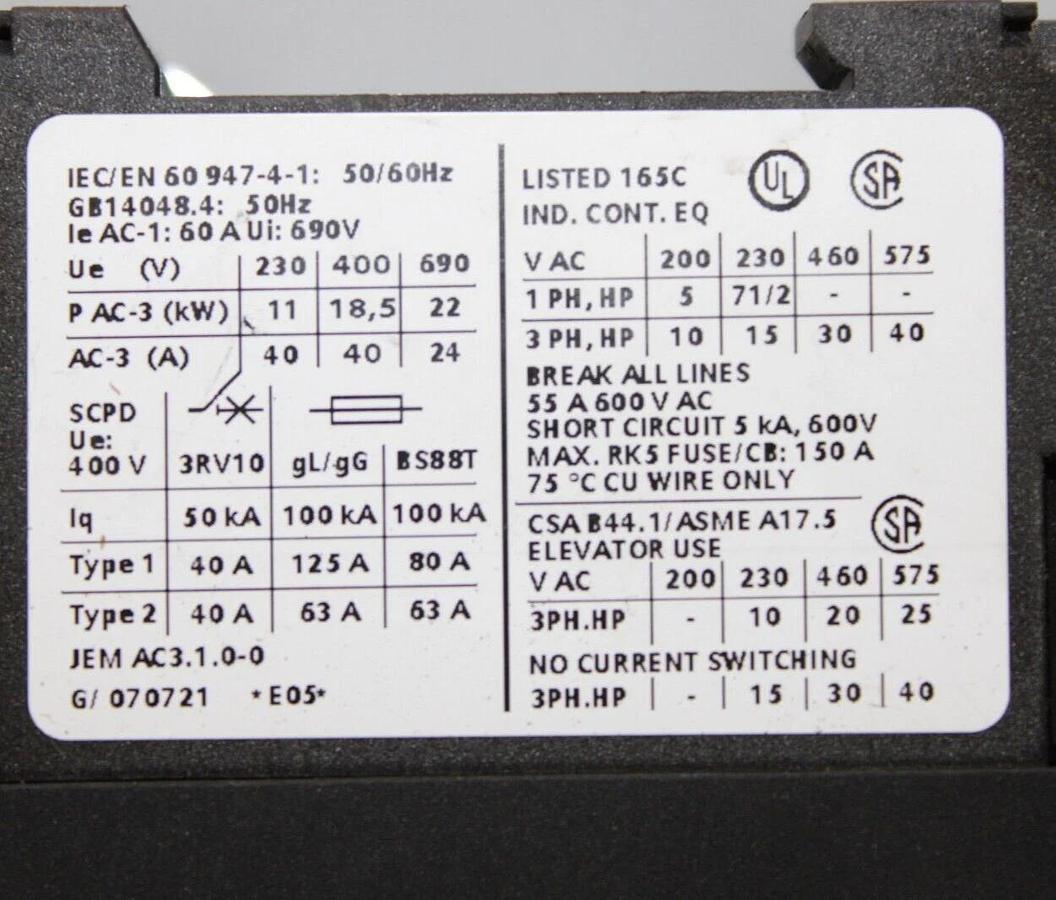 IEC/EN 60 947-4-1: 50/60Hz
GB14048.4: 50Hz
Ie AC-1: 60 A Ui: 690V
Ue (V) 230 400 690
P AC-3 (kW) 11 18,5 22
AC-3 (A) 40 40 24
SCPD
Ue:
400 V 3RV10 gL/gG BS88T
Iq 50 kA 100 kA 100 kA
Type 1 40 A 125 A 80 A
Type 2 40 A 63 A 63 A
JEM AC3.1.0-0
G/ 070721 *E05*
LISTED 165C UL SA
IND. CONT. EQ
V AC 200 230 460 575
1 PH, HP 5 71/2 - -
3 PH, HP 10 15 30 40
BREAK ALL LINES
55 A 600 V AC
SHORT CIRCUIT 5 kA, 600V
MAX. RK5 FUSE/CB: 150 A
75 °C CU WIRE ONLY
CSA B44.1/ASME A17.5 SA
ELEVATOR USE
V AC 200 230 460 575
3PH.HP - 10 20 25
NO CURRENT SWITCHING
3PH.HP - 15 30 40